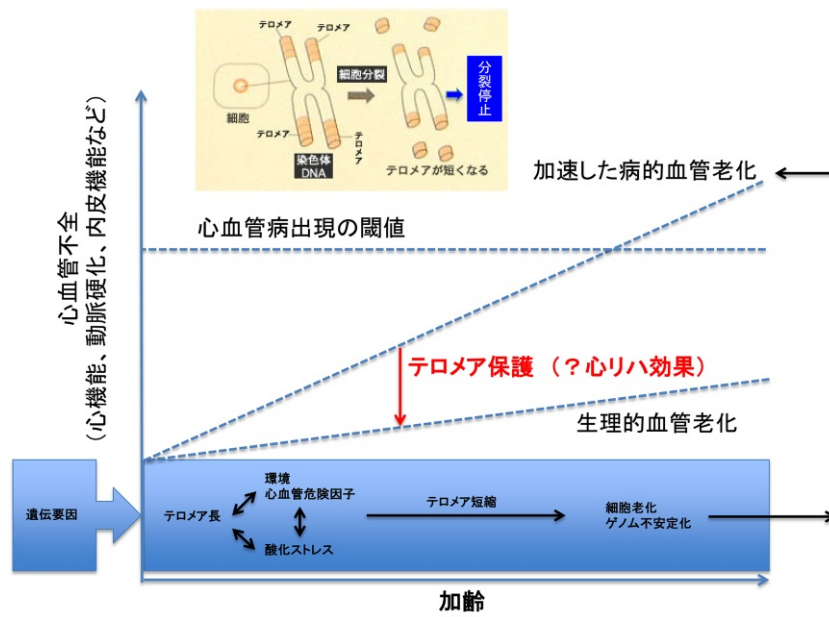 テロメア
テロメア
細胞
細胞分裂
分裂停止
テロメア
テロメア
染色体
DNA
テロメアが短くなる
加速した病的血管老化
心血管病出現の閾値
心血管不全
（心機能、動脈硬化、内皮機能など）
テロメア保護 （？心リハ効果）
生理的血管老化
遺伝要因
テロメア長
環境
心血管危険因子
酸化ストレス
テロメア短縮
細胞老化
ゲノム不安定化
加齢